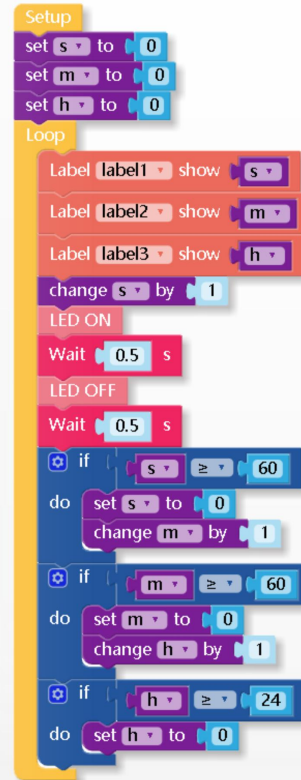 Setup
set s to 0
set m to 0
set h to 0
Loop
Label label1 show s
Label label2 show m
Label label3 show h
change s by 1
LED ON
Wait 0.5 s
LED OFF
Wait 0.5 s
if s ≥ 60
do set s to 0
change m by 1
if m ≥ 60
do set m to 0
change h by 1
if h ≥ 24
do set h to 0